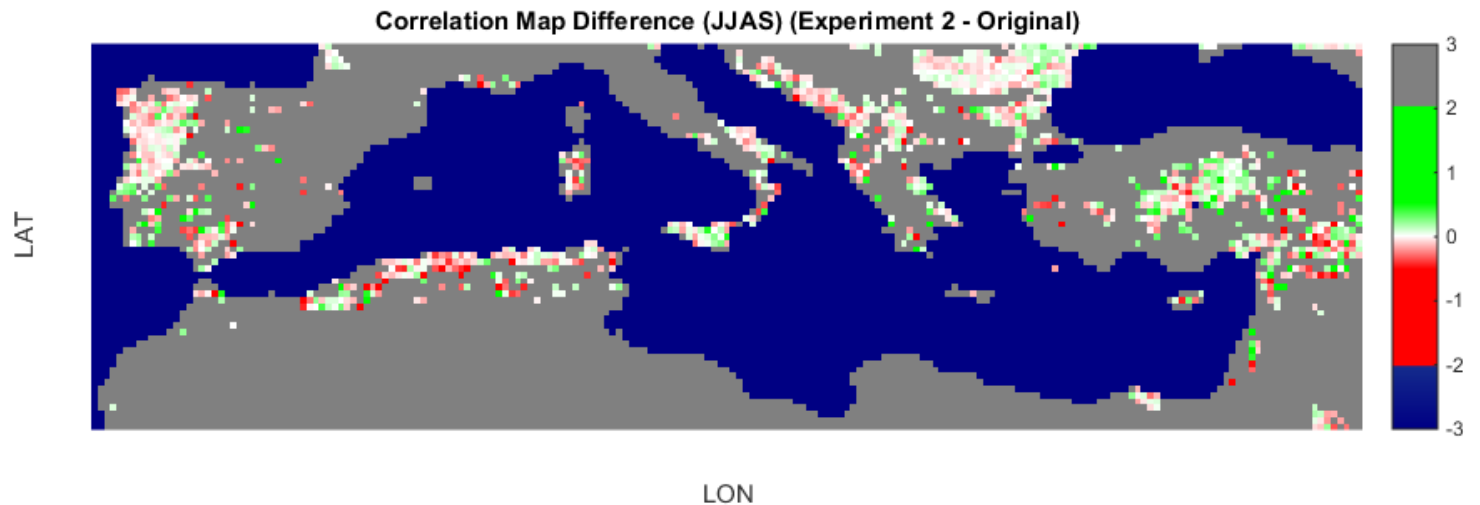 Correlation Map Difference (JJAS) (Experiment 2 - Original)
3
2
1
0
-1
-2
-3
LAT
LON